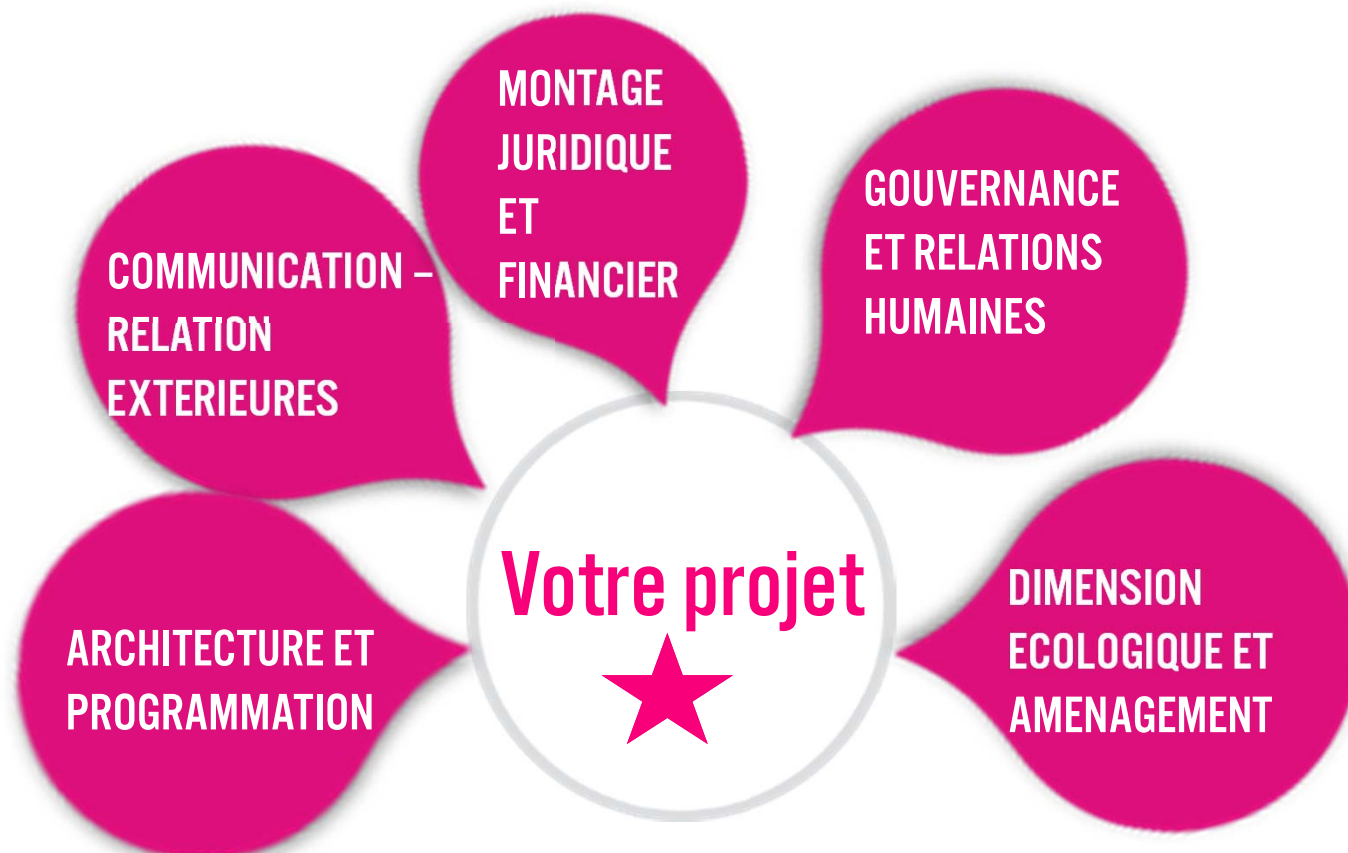 MONTAGE
JURIDIQUE
ET
FINANCIER
GOUVERNANCE
ET RELATIONS
HUMAINES
COMMUNICATION –
RELATION
EXTERIEURES
Votre projet
DIMENSION
ECOLOGIQUE ET
AMENAGEMENT
ARCHITECTURE ET
PROGRAMMATION